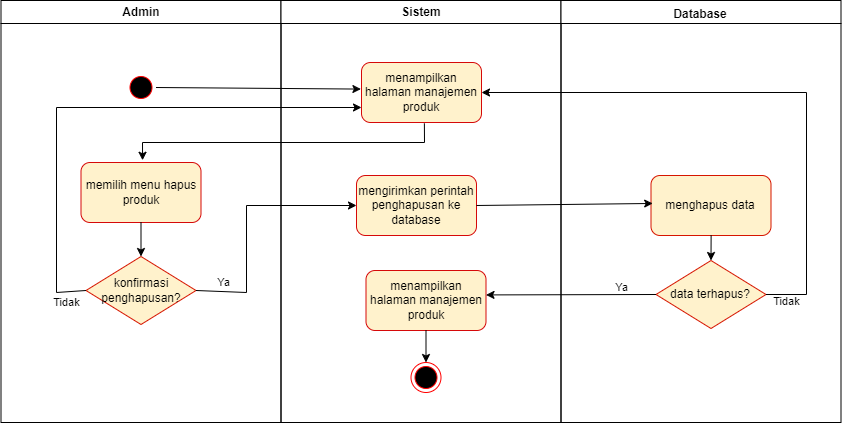 Admin
Sistem
Database
menampilkan
halaman manajemen
produk
memilih menu hapus
produk
mengirimkan perintah
penghapusan ke
database
menghapus data
konfirmasi
penghapusan?
Tidak
Ya
menampilkan
halaman manajemen
produk
Ya
data terhapus?
Tidak